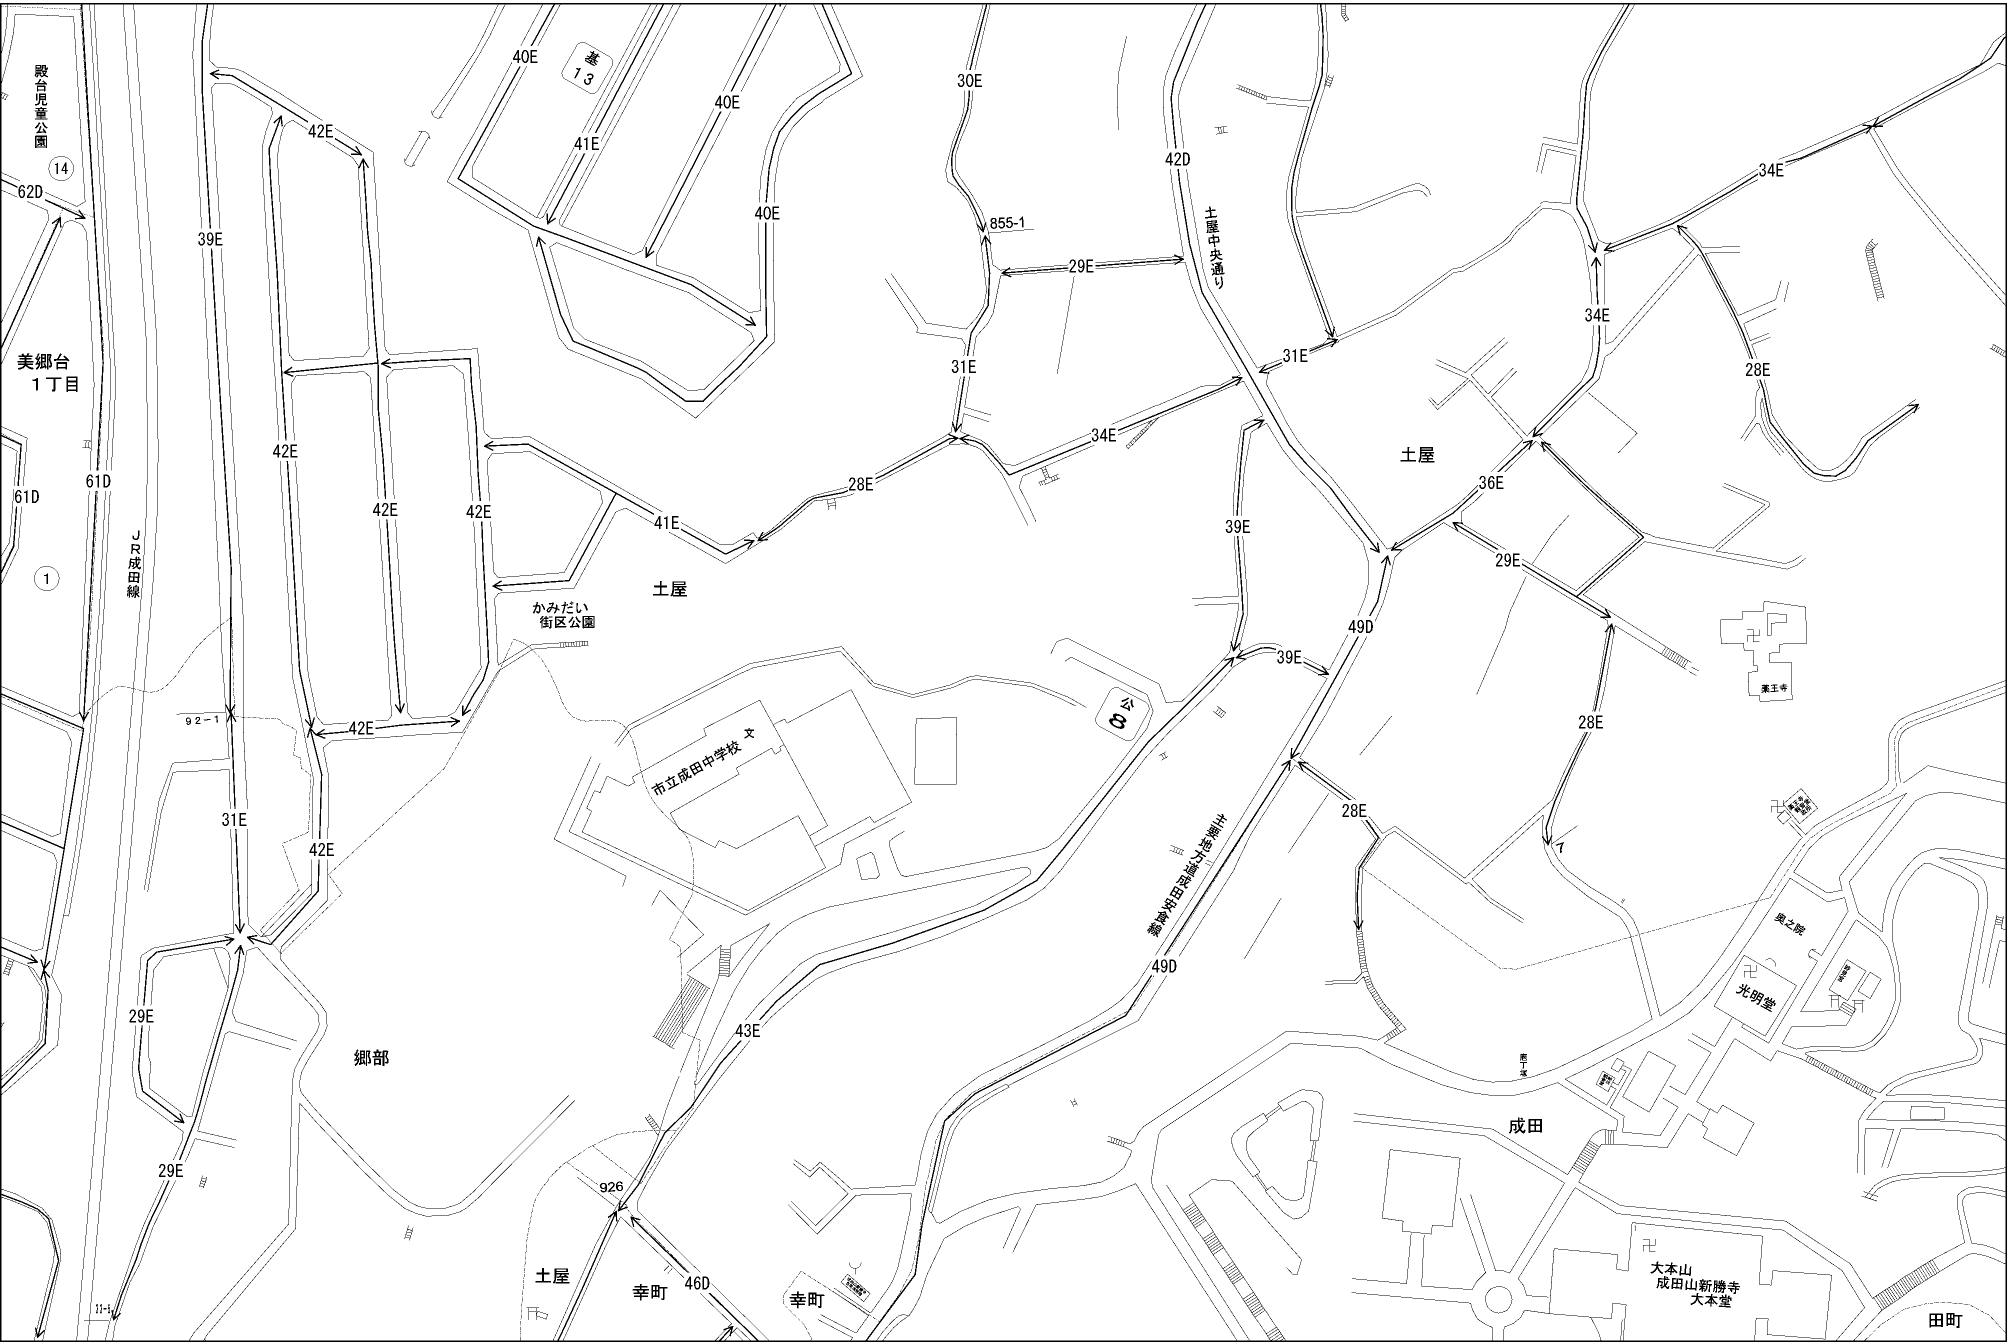 殿台児童公園
14
62D
39E
42E
40E
基
13
41E
40E
40E
30E
855-1
29E
42D
土屋中央通り
31E
34E
34E
28E
美郷台
1丁目
61D
61D
1
JR成田線
42E
42E
42E
41E
28E
31E
34E
39E
土屋
36E
29E
土屋
かみだい
街区公園
92-1
42E
31E
42E
市立成田中学校
文
公
8
39E
49D
28E
28E
薬王寺
主要地方道成田安食線
49D
奥之院
光明堂
29E
43E
郷部
29E
926
46D
土屋
幸町
幸町
成田
大本山
成田山新勝寺
大本堂
田町